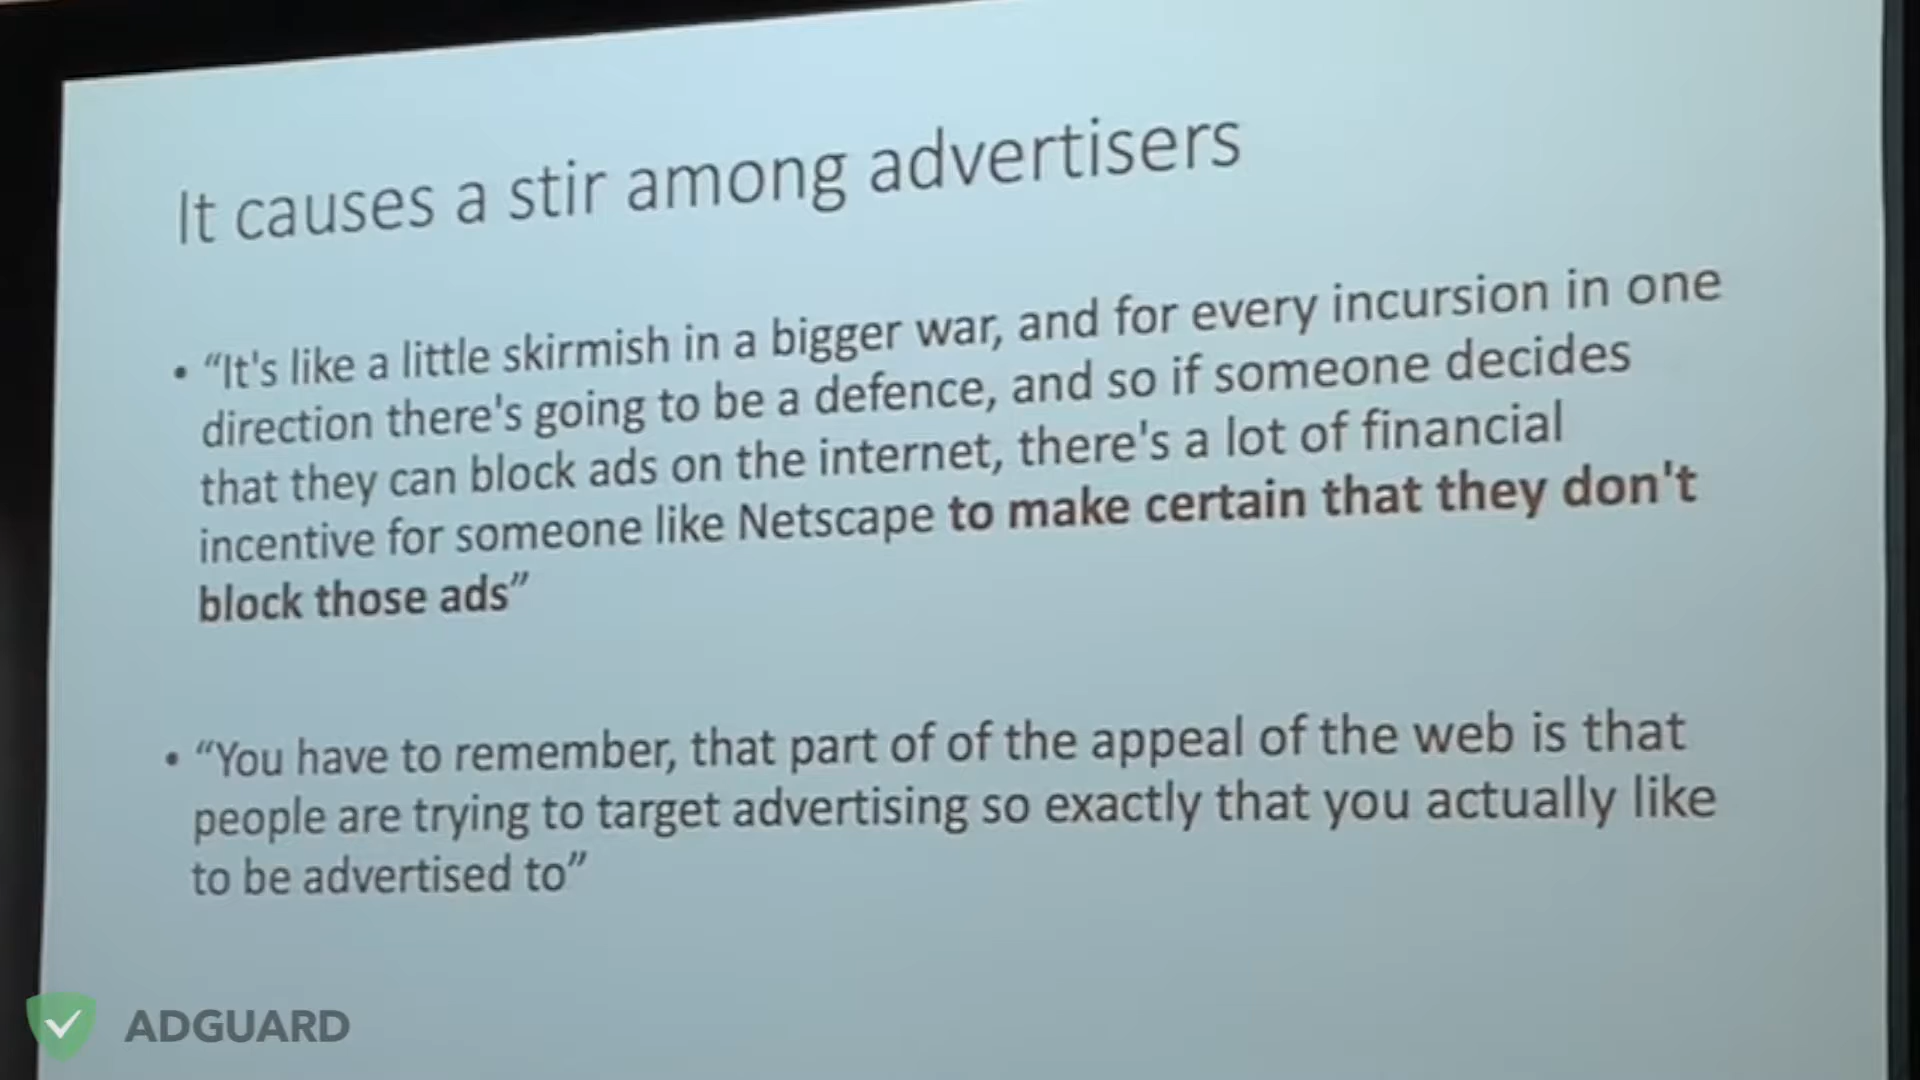 It causes a stir among advertisers
• “It's like a little skirmish in a bigger war, and for every incursion in one
direction there's going to be a defence, and so if someone decides
that they can block ads on the internet, there's a lot of financial
incentive for someone like Netscape to make certain that they don't
block those ads”
• “You have to remember, that part of of the appeal of the web is that
people are trying to target advertising so exactly that you actually like
to be advertised to”
ADGUARD